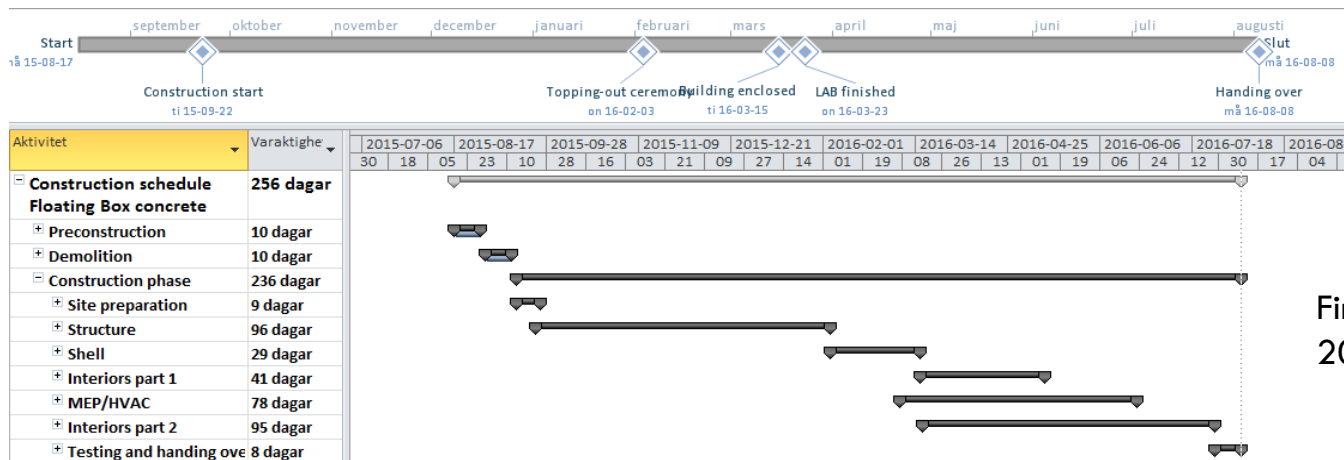 september oktober november december januari februari mars april maj juni juli augusti
Start
må 15-08-17
Slut
må 16-08-08
Construction start
ti 15-09-22
Topping-out ceremony
on 16-02-03
Building enclosed
ti 16-03-15
LAB finished
on 16-03-23
Handing over
må 16-08-08
Aktivitet Varaktighe 2015-07-06 2015-08-17 2015-09-28 2015-11-09 2015-12-21 2016-02-01 2016-03-14 2016-04-25 2016-06-06 2016-07-18 2016-08
30 18 05 23 10 28 16 03 21 09 27 14 01 19 08 26 13 01 19 06 24 12 30 17 04
Construction schedule 256 dagar
Floating Box concrete
Preconstruction 10 dagar
Demolition 10 dagar
Construction phase 236 dagar
Site preparation 9 dagar
Structure 96 dagar
Shell 29 dagar
Interiors part 1 41 dagar
MEP/HVAC 78 dagar
Interiors part 2 95 dagar
Testing and handing ove 8 dagar